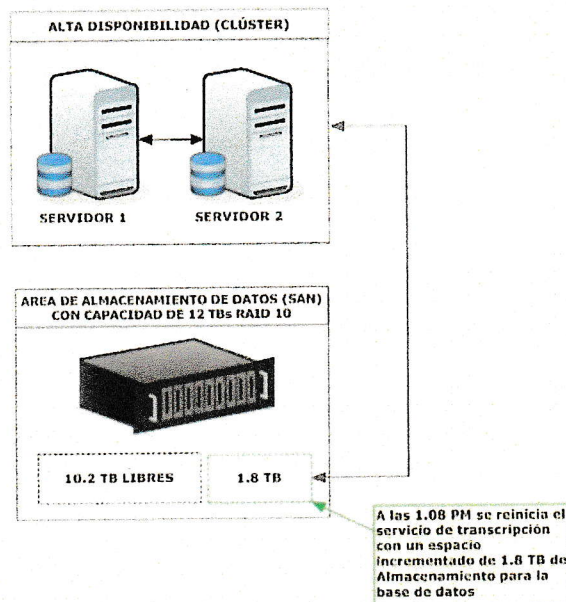 ALTA DISPONIBILIDAD (CLÚSTER)
SERVIDOR 1
SERVIDOR 2
AREA DE ALMACENAMIENTO DE DATOS (SAN)
CON CAPACIDAD DE 12 TBs RAID 10
10.2 TB LIBRES
1.8 TB
A las 1.08 PM se reinicia el
servicio de transcripción
con un espacio
incrementado de 1.8 TB de
Almacenamiento para la
base de datos